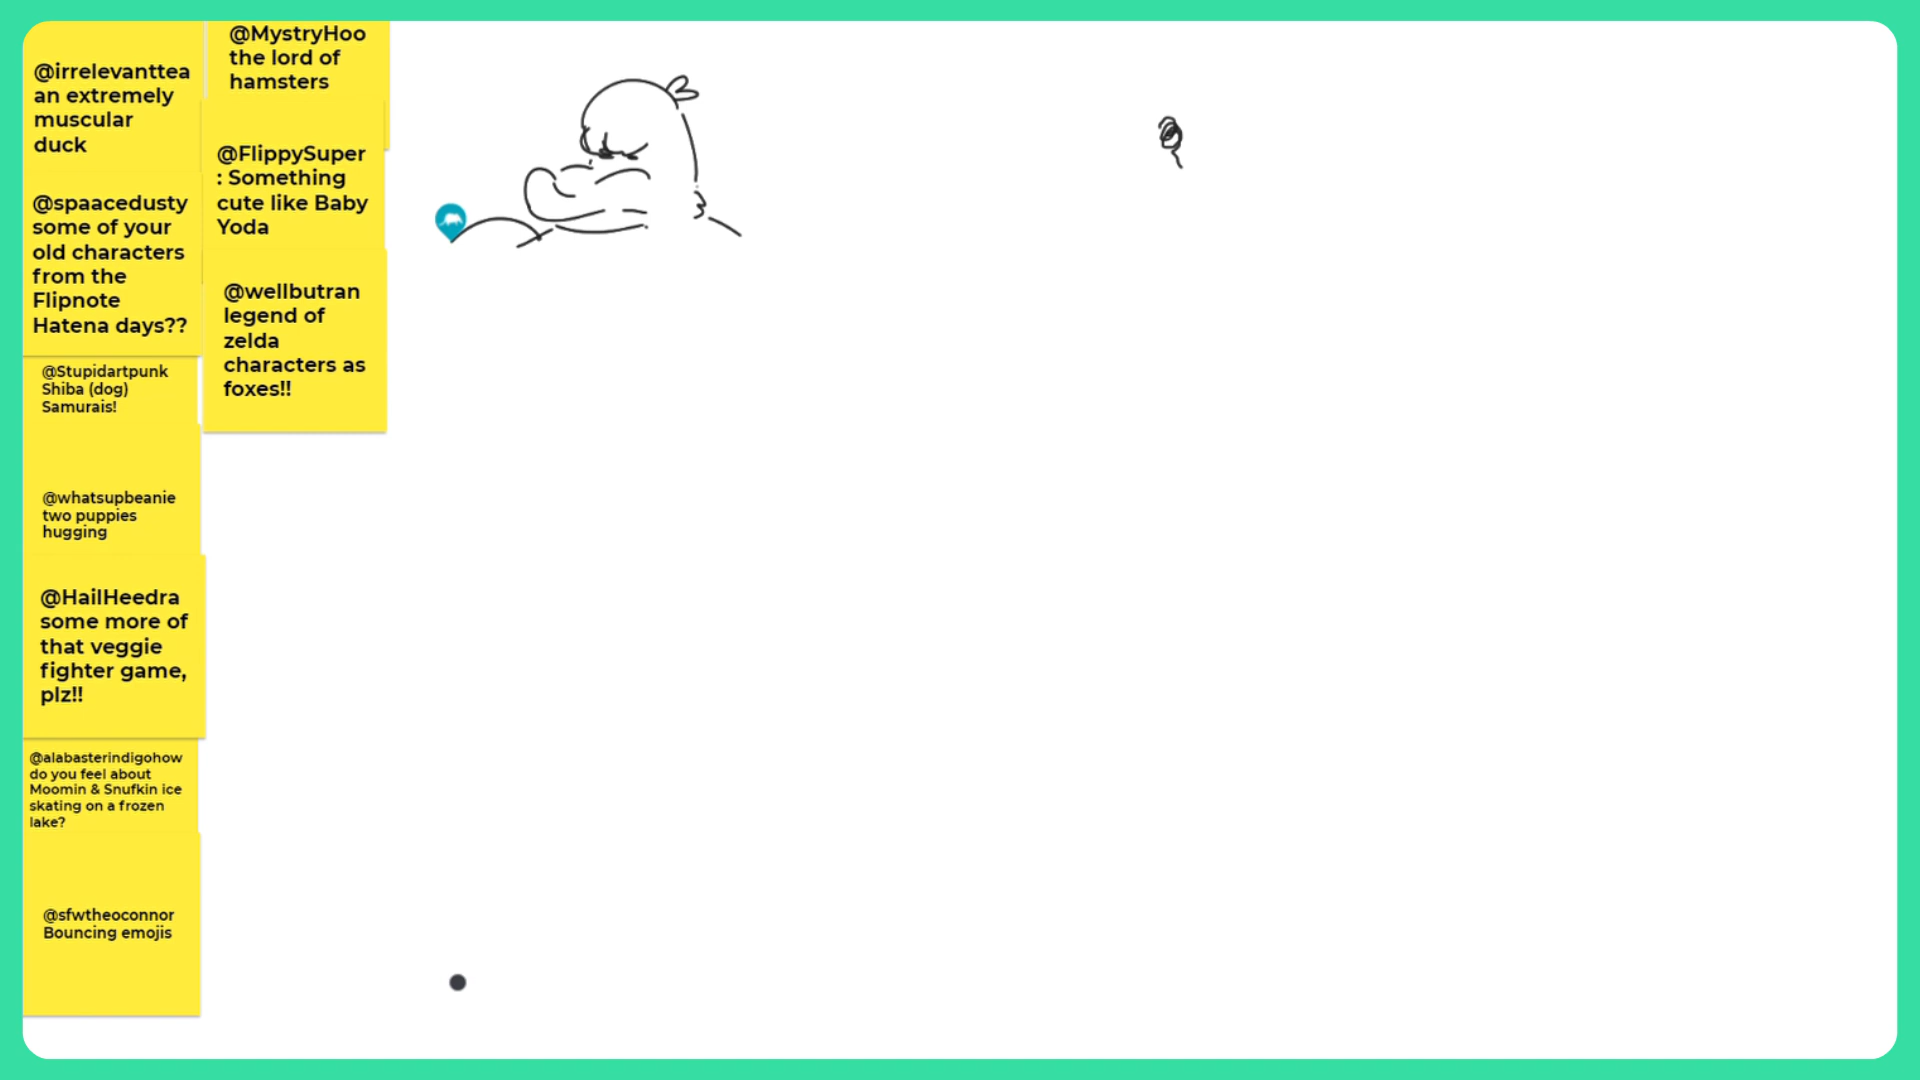 @irrelevanttea
an extremely
muscular
duck
@spaacedusty
some of your
old characters
from the
Flipnote
Hatena days??
@Stupidartpunk
Shiba (dog)
Samurais!
@whatsupbeanie
two puppies
hugging
@HailHeedra
some more of
that veggie
fighter game,
plz!!
@alabasterindigohow
do you feel about
Moomin & Snufkin ice
skating on a frozen
lake?
@sfwtheoconnor
Bouncing emojis
@MystryHoo
the lord of
hamsters
@FlippySuper
: Something
cute like Baby
Yoda
@wellbutran
legend of
zelda
characters as
foxes!!